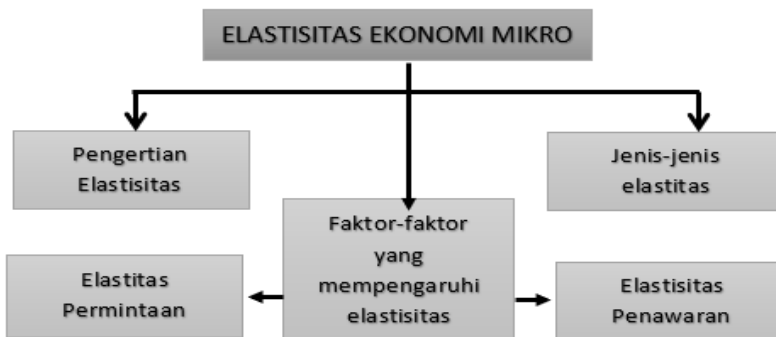 ELASTISITAS EKONOMI MIKRO
Pengertian
Elastisitas
Jenis-jenis
elastitas
Faktor-faktor
yang
mempengaruhi
elastisitas
Elastitas
Permintaan
Elastisitas
Penawaran